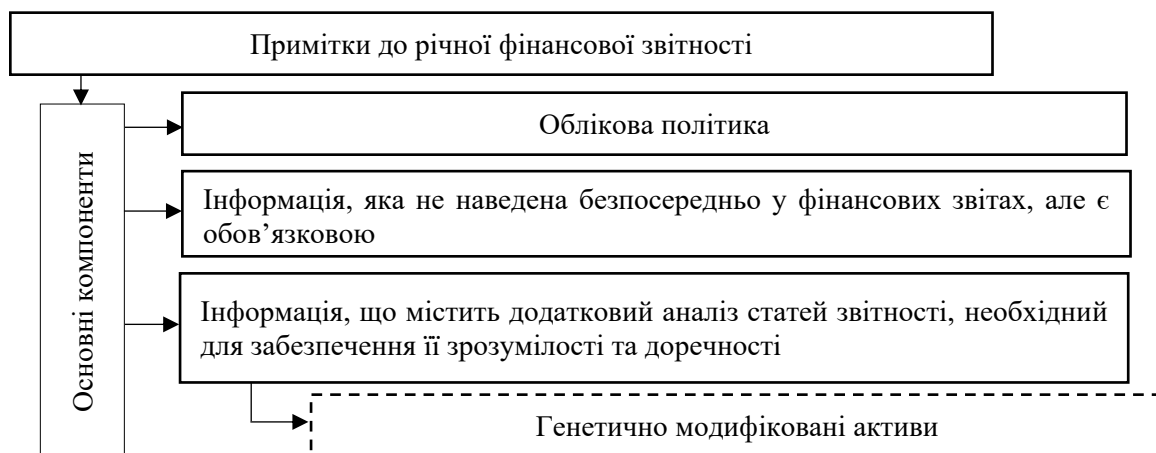 Примітки до річної фінансової звітності
Основні компоненти
Облікова політика
Інформація, яка не наведена безпосередньо у фінансових звітах, але є
обов’язковою
Інформація, що містить додатковий аналіз статей звітності, необхідний
для забезпечення її зрозумілості та доречності
Генетично модифіковані активи